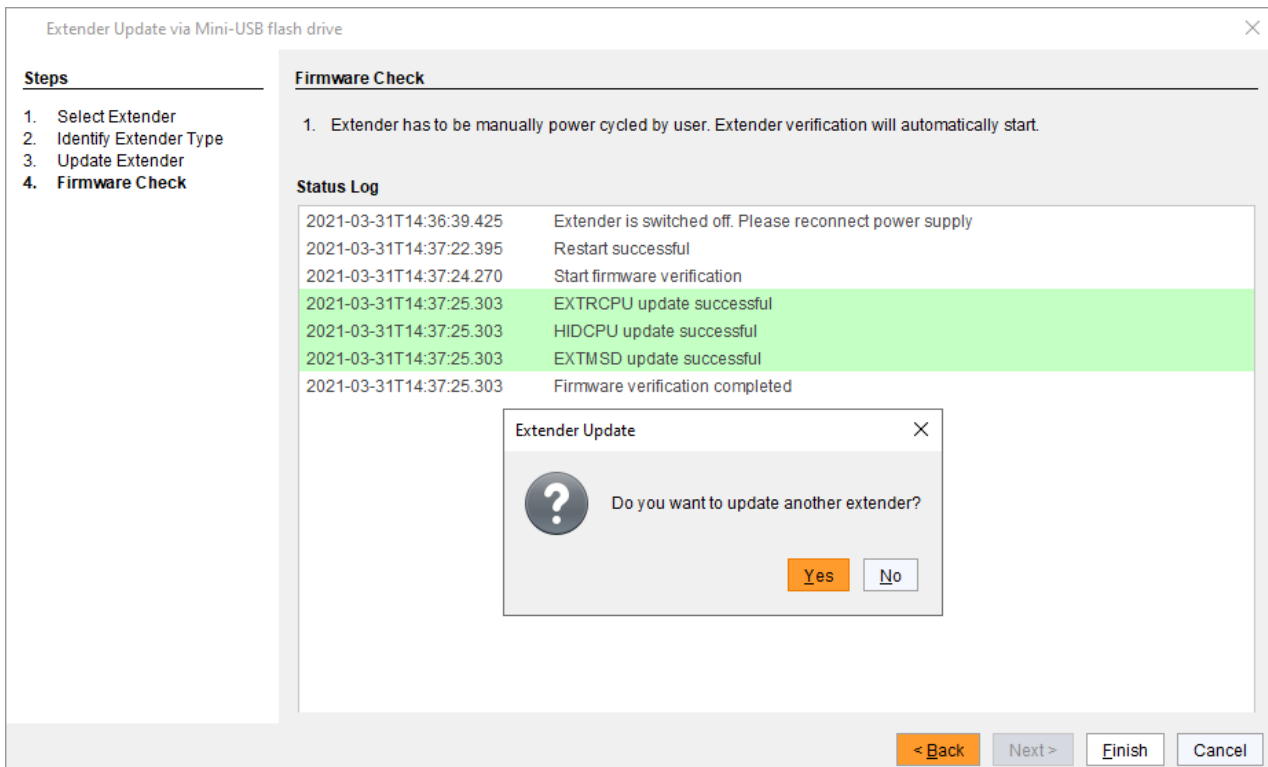 Extender Update via Mini-USB flash drive
Steps
1. Select Extender
2. Identify Extender Type
3. Update Extender
4. Firmware Check
Firmware Check
1. Extender has to be manually power cycled by user. Extender verification will automatically start.
Status Log
2021-03-31T14:36:39.425 Extender is switched off. Please reconnect power supply
2021-03-31T14:37:22.395 Restart successful
2021-03-31T14:37:24.270 Start firmware verification
2021-03-31T14:37:25.303 EXTRCPU update successful
2021-03-31T14:37:25.303 HIDCPU update successful
2021-03-31T14:37:25.303 EXTMSD update successful
2021-03-31T14:37:25.303 Firmware verification completed
Extender Update
Do you want to update another extender?
Yes No
< Back Next > Finish Cancel